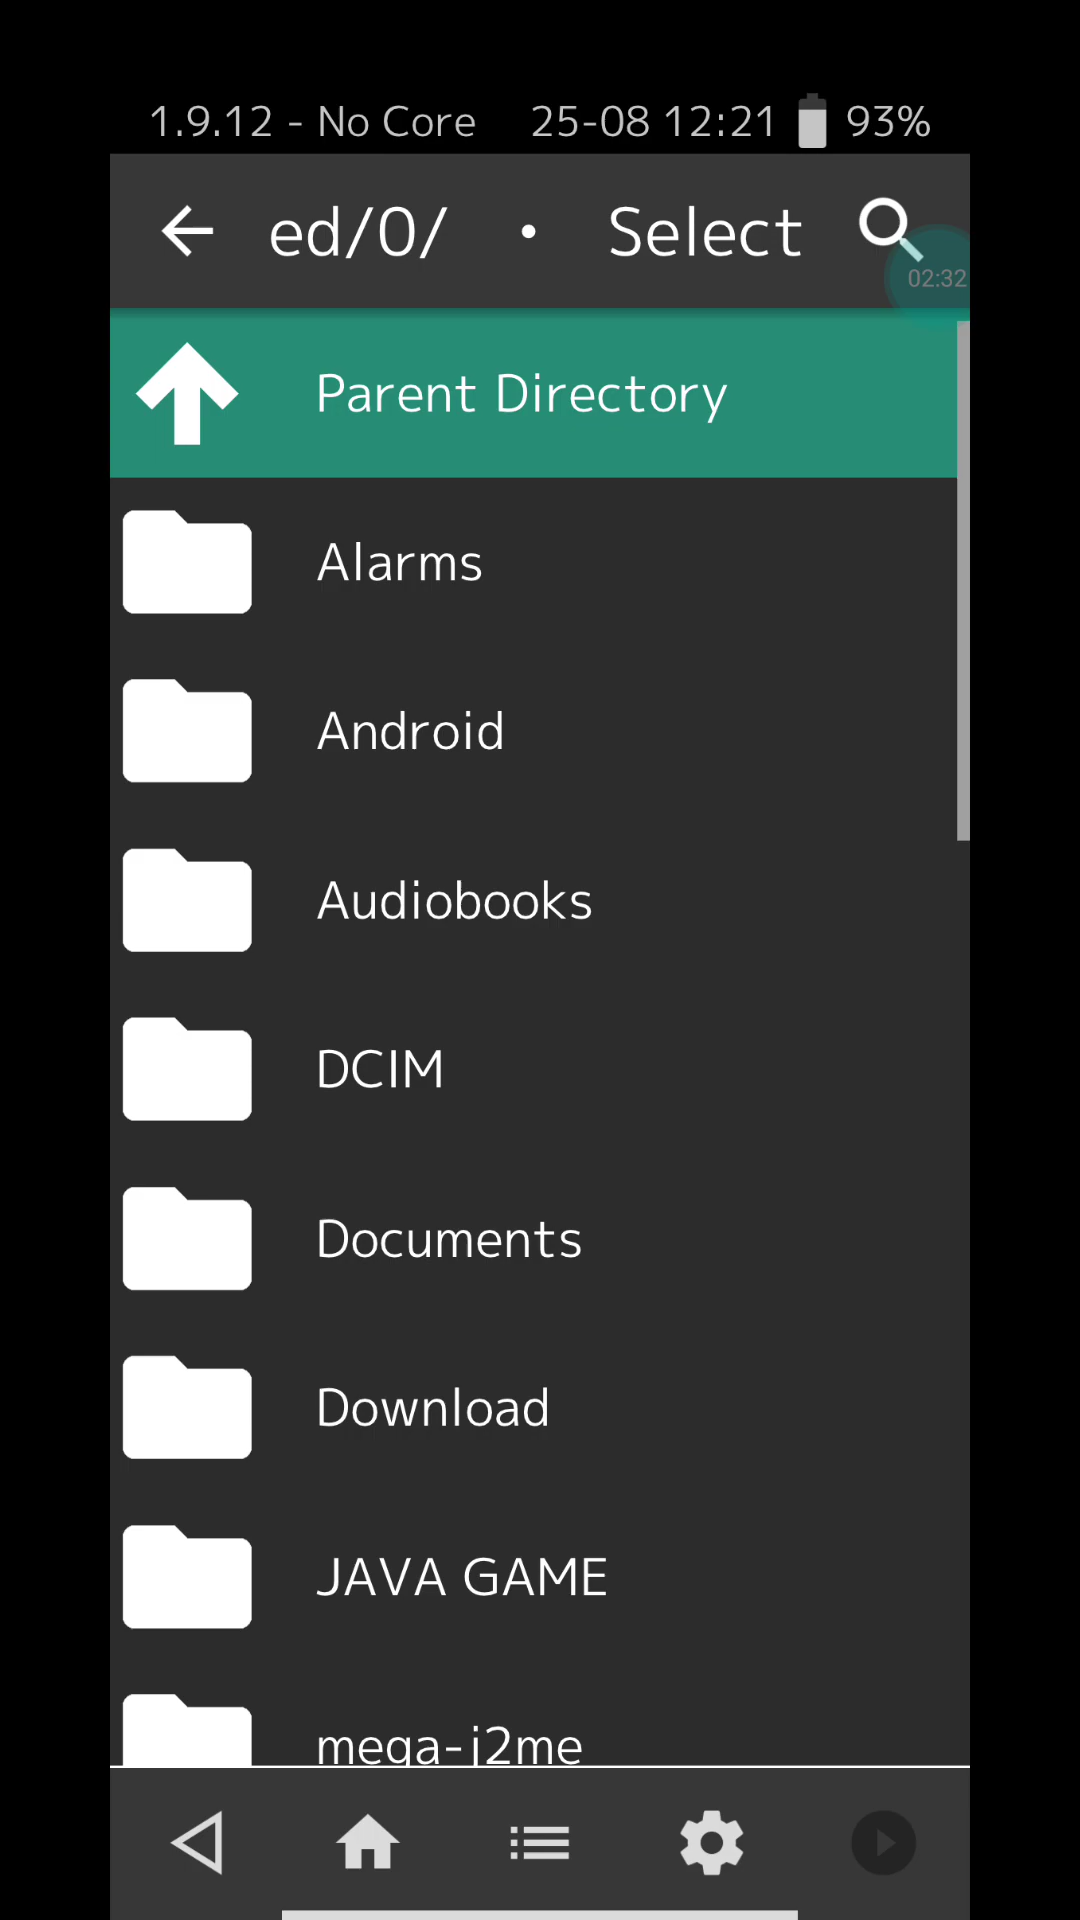 1.9.12 - No Core 25-08 12:21 93%
ed/0/ • Select
02:32
Parent Directory
Alarms
Android
Audiobooks
DCIM
Documents
Download
JAVA GAME
mega-j2me